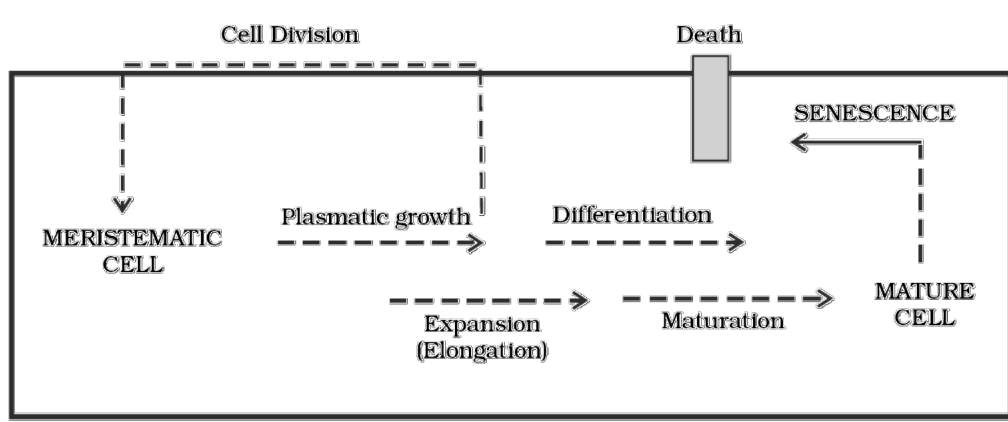 Cell Division
Death
SENESCENCE
Plasmatic growth
Differentiation
MERISTEMATIC
CELL
Expansion
(Elongation)
Maturation
MATURE
CELL